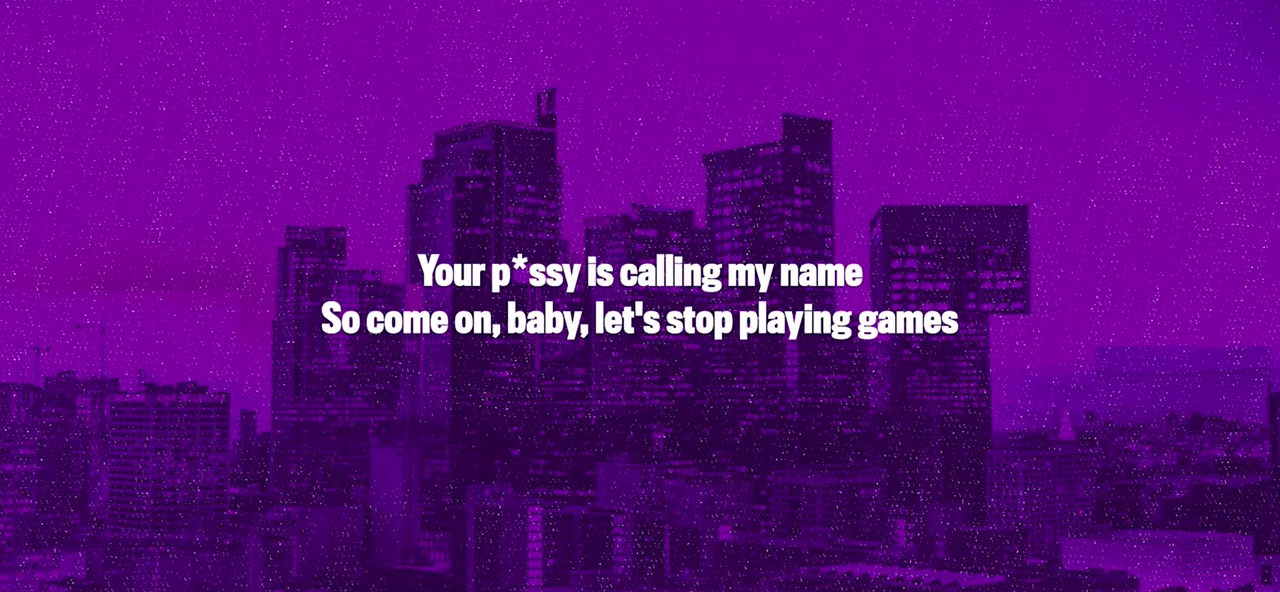 Your p*ssy is calling my name
So come on, baby, let's stop playing games